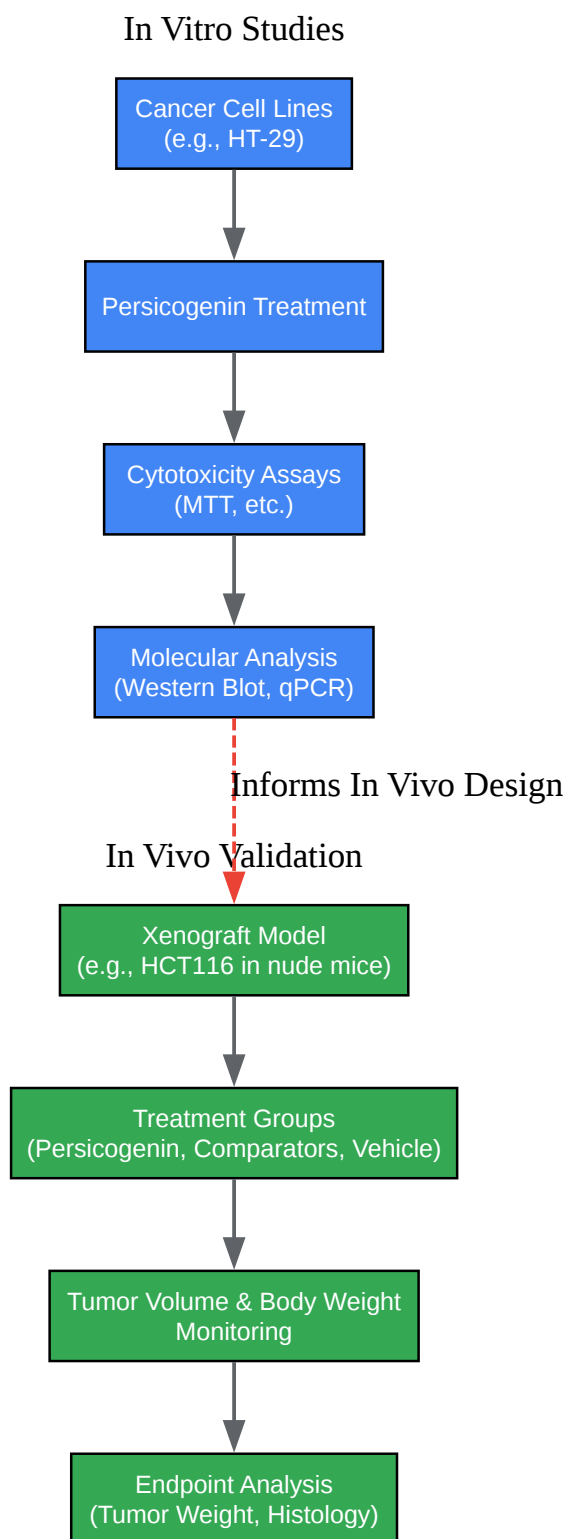 In Vitro Studies
Cancer Cell Lines
(e.g., HT-29)
Persicogenin Treatment
Cytotoxicity Assays
(MTT, etc.)
Molecular Analysis
(Western Blot, qPCR)
Informs In Vivo Design
In Vivo Validation
Xenograft Model
(e.g., HCT116 in nude mice)
Treatment Groups
(Persicogenin, Comparators, Vehicle)
Tumor Volume & Body Weight
Monitoring
Endpoint Analysis
(Tumor Weight, Histology)